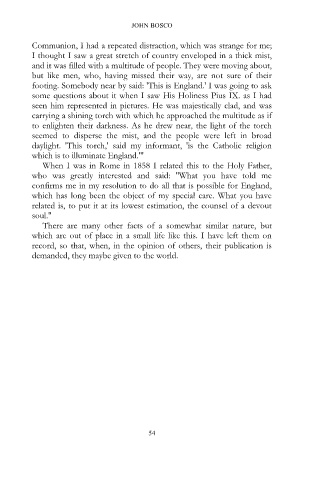 JOHN BOSCO
Communion, I had a repeated distraction, which was strange for me;
I thought I saw a great stretch of country enveloped in a thick mist,
and it was filled with a multitude of people. They were moving about,
but like men, who, having missed their way, are not sure of their
footing. Somebody near by said: 'This is England.' I was going to ask
some questions about it when I saw His Holiness Pius IX. as I had
seen him represented in pictures. He was majestically clad, and was
carrying a shining torch with which he approached the multitude as if
to enlighten their darkness. As he drew near, the light of the torch
seemed to disperse the mist, and the people were left in broad
daylight. 'This torch,' said my informant, 'is the Catholic religion
which is to illuminate England.'"
When I was in Rome in 1858 I related this to the Holy Father,
who was greatly interested and said: "What you have told me
confirms me in my resolution to do all that is possible for England,
which has long been the object of my special care. What you have
related is, to put it at its lowest estimation, the counsel of a devout
soul."
There are many other facts of a somewhat similar nature, but
which are out of place in a small life like this. I have left them on
record, so that, when, in the opinion of others, their publication is
demanded, they maybe given to the world.
54